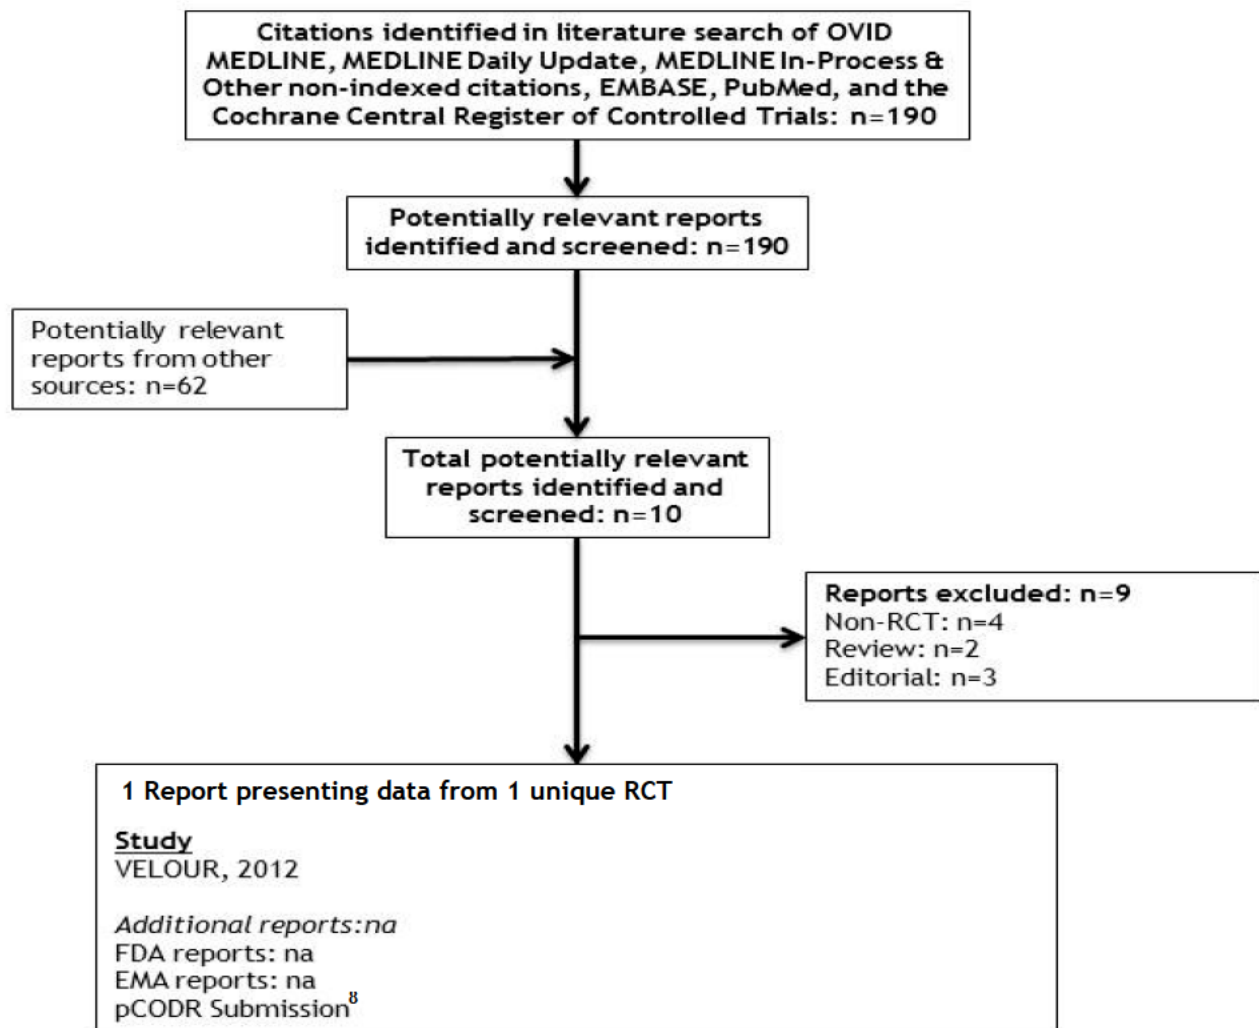 Citations identified in literature search of OVID
MEDLINE, MEDLINE Daily Update, MEDLINE In-Process &
Other non-indexed citations, EMBASE, PubMed, and the
Cochrane Central Register of Controlled Trials: n=190
Potentially relevant reports
identified and screened: n=190
Potentially relevant
reports from other
sources: n=62
Total potentially relevant
reports identified and
screened: n=10
Reports excluded: n=9
Non-RCT: n=4
Review: n=2
Editorial: n=3
1 Report presenting data from 1 unique RCT
Study
VELOUR, 2012
Additional reports:na
FDA reports: na
EMA reports: na
pCODR Submission8